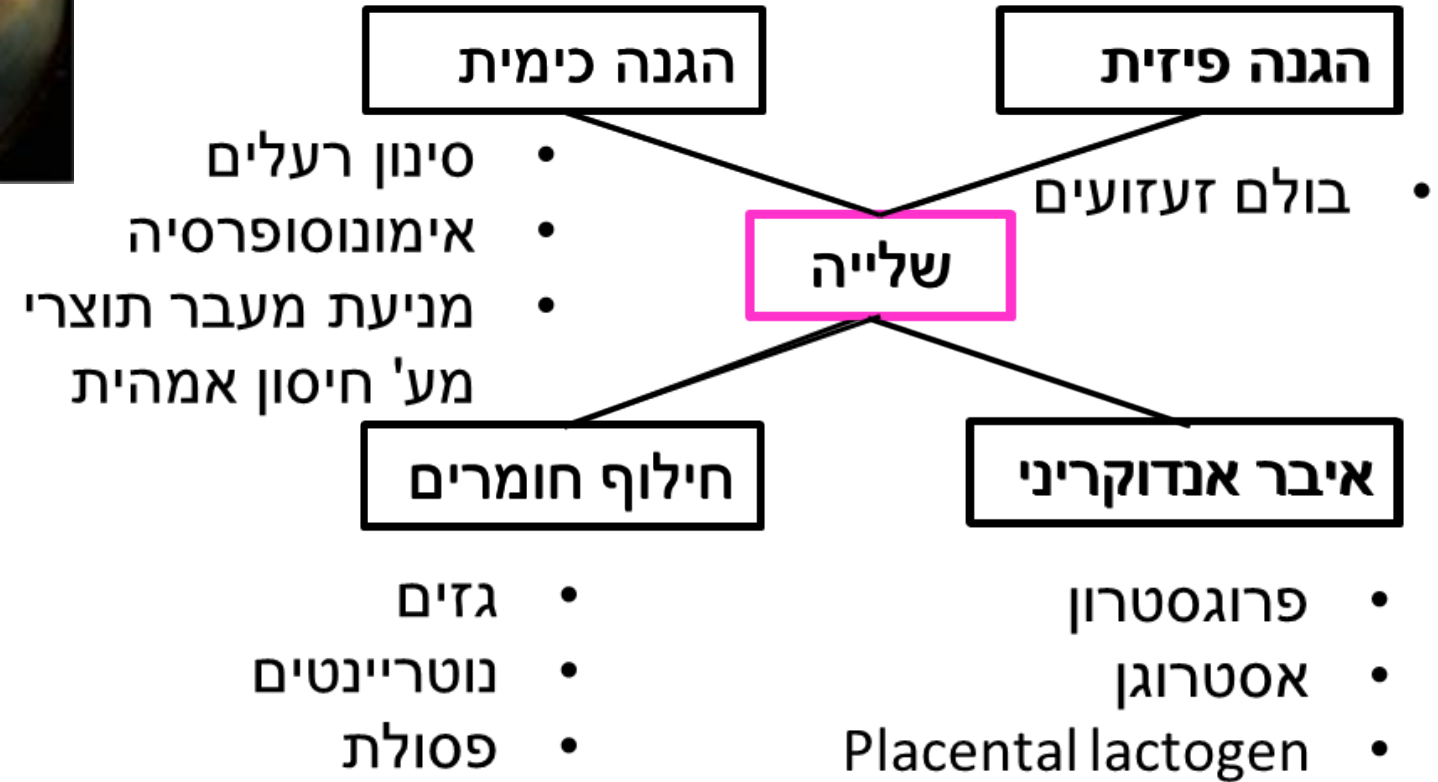 הגנה פיזית
בולם זעזועים
הגנה כימית
סינון רעלים
אימונוסופרסיה
מניעת מעבר תוצרי
מע' חיסון אמהית
שלייה
איבר אנדוקריני
פרוגסטרון
אסטרוגן
Placental lactogen
חילוף חומרים
גזים
נוטריינטים
פסולת